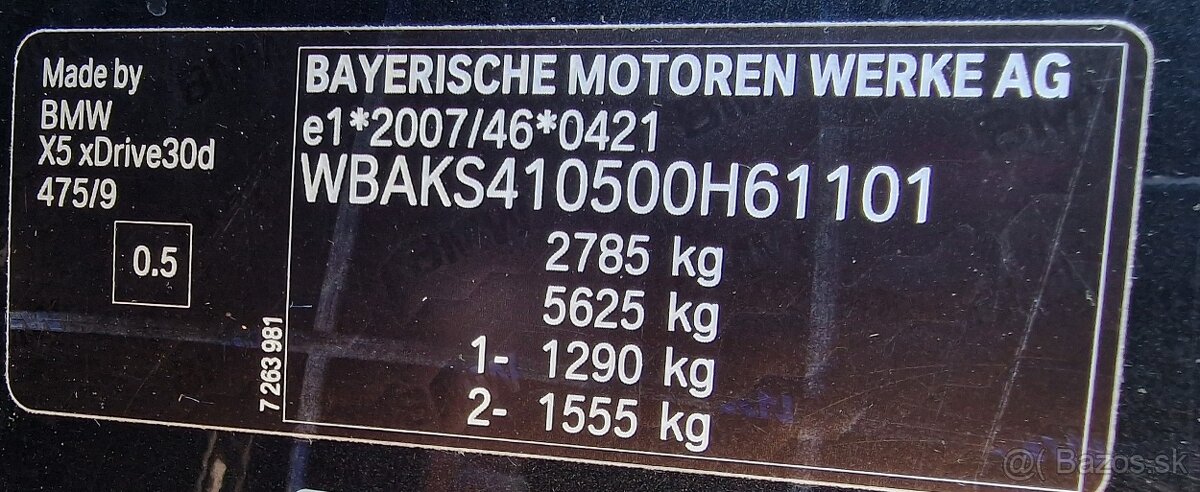 Made by
BMW
X5 xDrive30d
475/9
0.5
7 263 981
BAYERISCHE MOTOREN WERKE AG
e1*2007/46*0421
WBAKS410500H61101
2785 kg
5625 kg
1- 1290 kg
2- 1555 kg
@( Bazos.sk